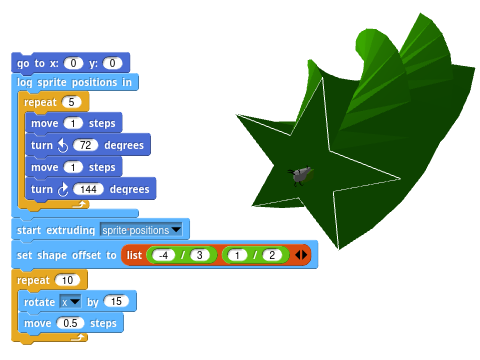 go to x: 0 y: 0
log sprite positions in
repeat 5
move 1 steps
turn 72 degrees
move 1 steps
turn 144 degrees
start extruding sprite positions
set shape offset to list -4 / 3 1 / 2
repeat 10
rotate x by 15
move 0.5 steps